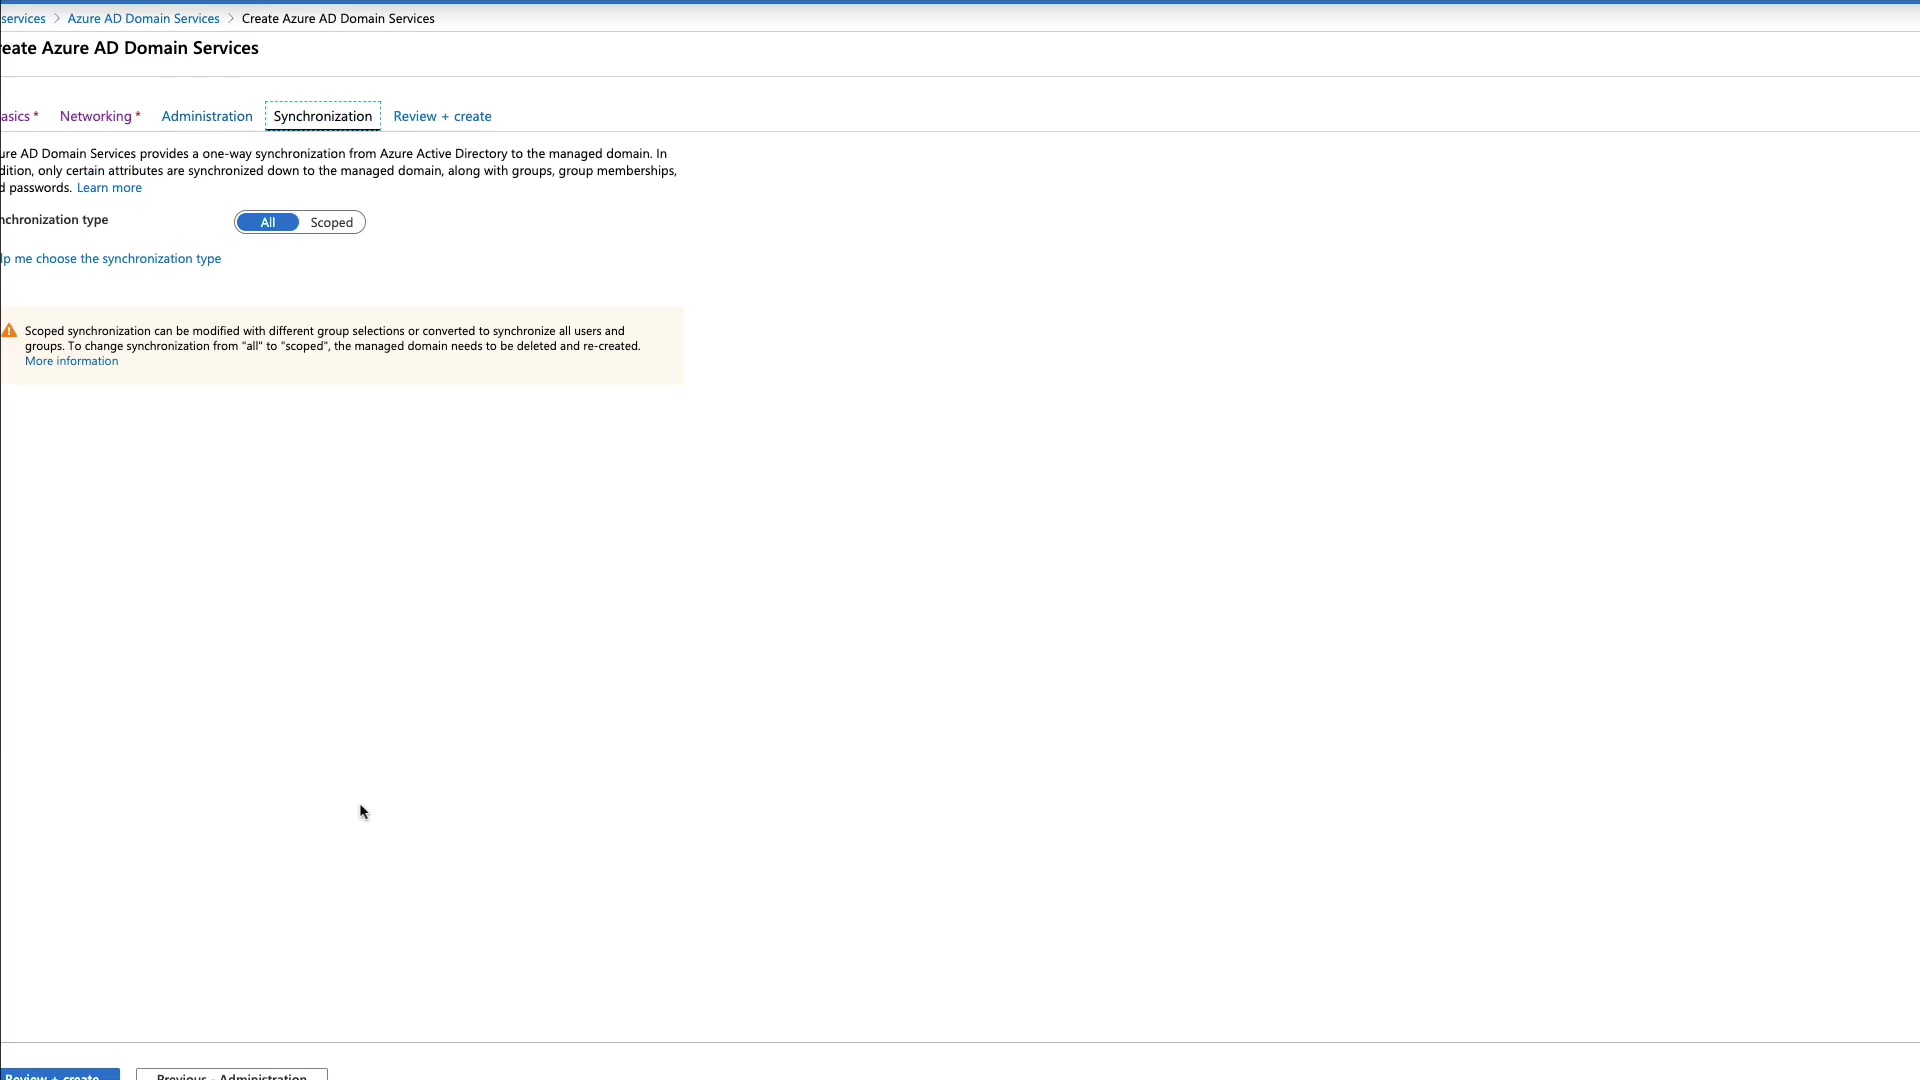 services > Azure AD Domain Services > Create Azure AD Domain Services
reate Azure AD Domain Services
asics * Networking * Administration Synchronization Review + create
ure AD Domain Services provides a one-way synchronization from Azure Active Directory to the managed domain. In
dition, only certain attributes are synchronized down to the managed domain, along with groups, group memberships,
d passwords. Learn more
nchronization type All Scoped
lp me choose the synchronization type
Scoped synchronization can be modified with different group selections or converted to synchronize all users and
groups. To change synchronization from "all" to "scoped", the managed domain needs to be deleted and re-created.
More information
Review + create Previous - Administration